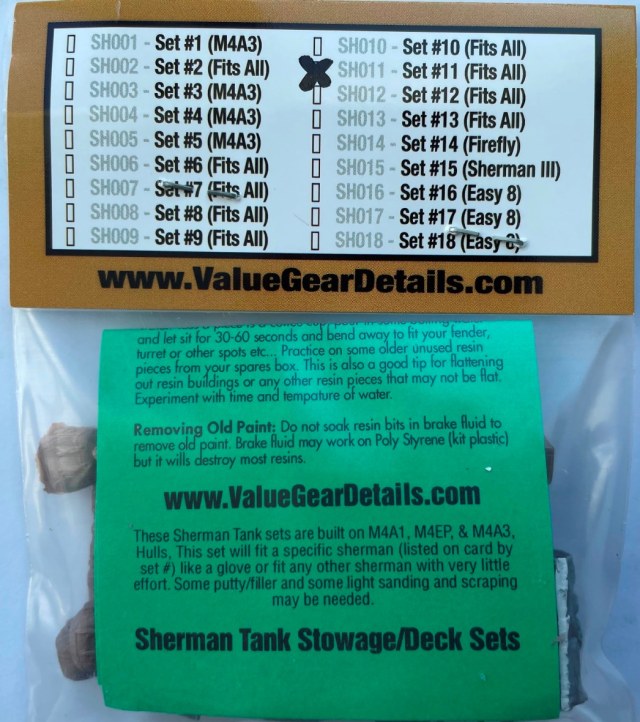 SH001 - Set #1 (M4A3)
SH002 - Set #2 (Fits All)
SH003 - Set #3 (M4A3)
SH004 - Set #4 (M4A3)
SH005 - Set #5 (M4A3)
SH006 - Set #6 (Fits All)
SH007 - Set #7 (Fits All)
SH008 - Set #8 (Fits All)
SH009 - Set #9 (Fits All)
SH010 - Set #10 (Fits All)
SH011 - Set #11 (Fits All)
SH012 - Set #12 (Fits All)
SH013 - Set #13 (Fits All)
SH014 - Set #14 (Firefly)
SH015 - Set #15 (Sherman III)
SH016 - Set #16 (Easy 8)
SH017 - Set #17 (Easy 8)
SH018 - Set #18 (Easy 8)
www.ValueGearDetails.com
and let sit for 30-60 seconds and bend away to fit your fender,
turret or other spots etc... Practice on some older unused resin
pieces from your spares box. This is also a good tip for flattening
out resin buildings or any other resin pieces that may not be flat.
Experiment with time and tempature of water.
Removing Old Paint: Do not soak resin bits in brake fluid to
remove old paint. Brake fluid may work on Poly Styrene (kit plastic)
but it wills destroy most resins.
www.ValueGearDetails.com
These Sherman Tank sets are built on M4A1, M4EP, & M4A3,
Hulls, This set will fit a specific sherman (listed on card by
set #) like a glove or fit any other sherman with very little
effort. Some putty/filler and some light sanding and scraping
may be needed.
Sherman Tank Stowage/Deck Sets